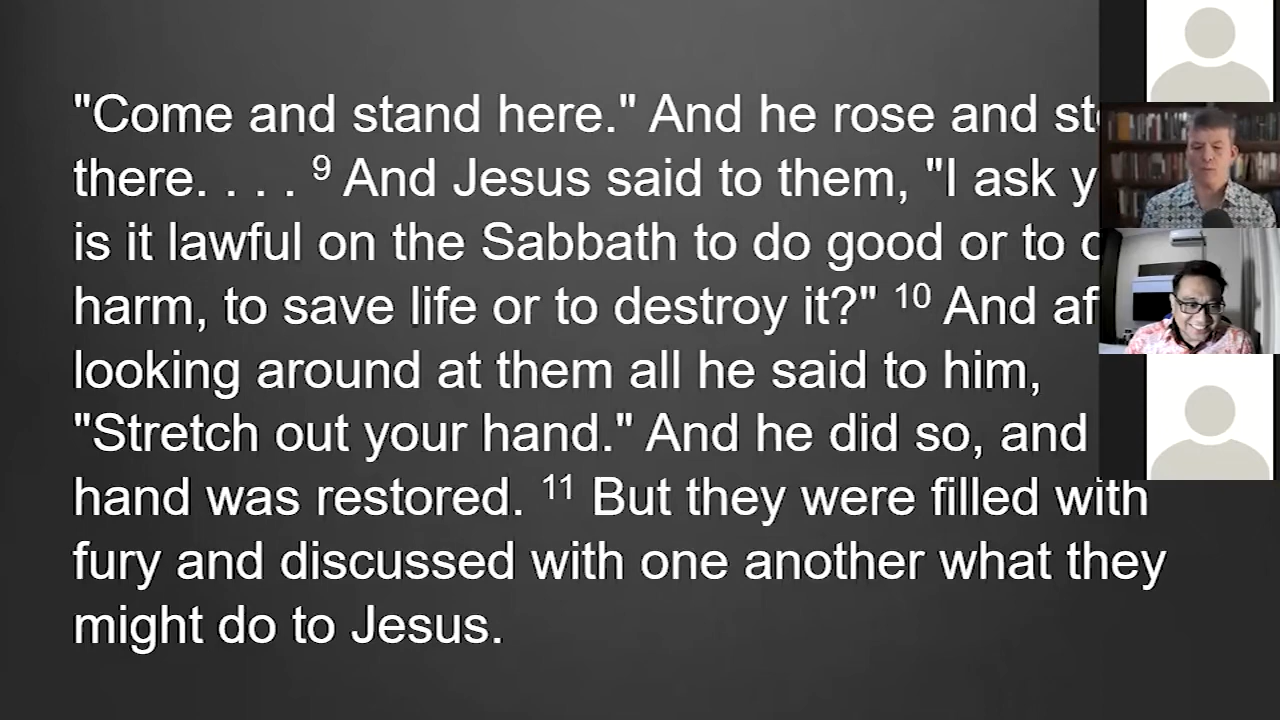 "Come and stand here." And he rose and
there. . . . 9 And Jesus said to them, "I ask
is it lawful on the Sabbath to do good or to
harm, to save life or to destroy it?" 10 And
looking around at them all he said to him,
"Stretch out your hand." And he did so, and
hand was restored. 11 But they were filled with
fury and discussed with one another what they
might do to Jesus.